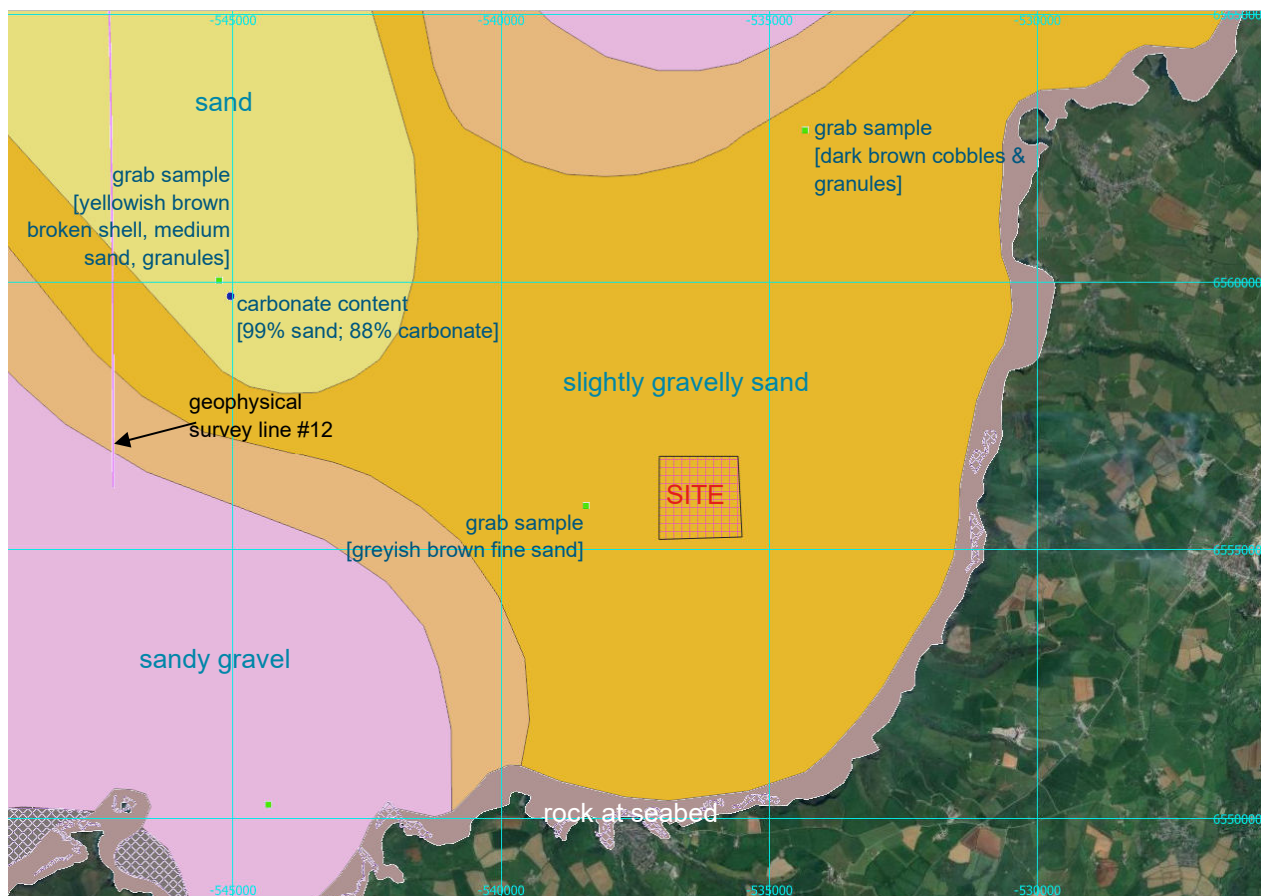 -545000
-540000
-535000
-530000
sand
grab sample
[dark brown cobbles &
granules]
grab sample
[yellowish brown
broken shell, medium
sand, granules]
6560000
carbonate content
[99% sand; 88% carbonate]
slightly gravelly sand
geophysical
survey line #12
SITE
grab sample
[greyish brown fine sand]
6555000
sandy gravel
rock at seabed
6550000
-545000
-540000
-535000
-530000